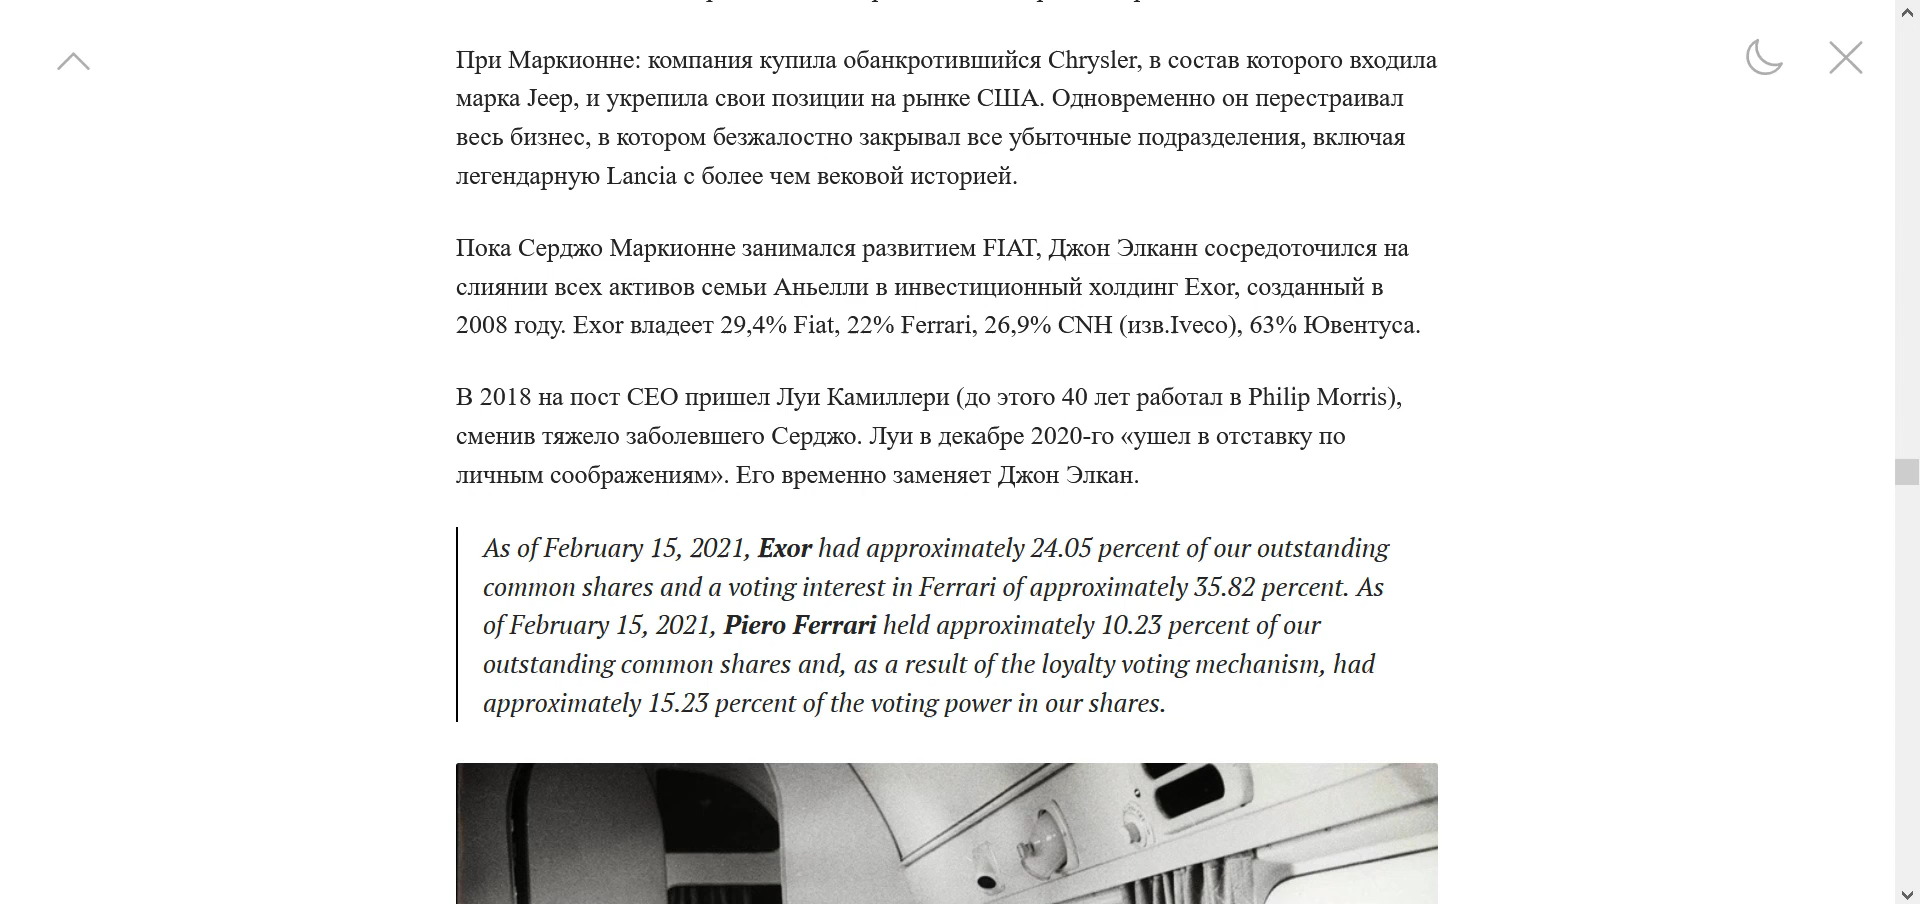 При Маркионне: компания купила обанкротившийся Chrysler, в состав которого входила
марка Jeep, и укрепила свои позиции на рынке США. Одновременно он перестраивал
весь бизнес, в котором безжалостно закрывал все убыточные подразделения, включая
легендарную Lancia с более чем вековой историей.
Пока Серджо Маркионне занимался развитием FIAT, Джон Элканн сосредоточился на
слиянии всех активов семьи Аньелли в инвестиционный холдинг Exor, созданный в
2008 году. Exor владеет 29,4% Fiat, 22% Ferrari, 26,9% CNH (изв.Iveco), 63% Ювентуса.
В 2018 на пост CEO пришел Луи Камиллери (до этого 40 лет работал в Philip Morris),
сменив тяжело заболевшего Серджо. Луи в декабре 2020-го «ушел в отставку по
личным соображениям». Его временно заменяет Джон Элкан.
As of February 15, 2021, Exor had approximately 24.05 percent of our outstanding
common shares and a voting interest in Ferrari of approximately 35.82 percent. As
of February 15, 2021, Piero Ferrari held approximately 10.23 percent of our
outstanding common shares and, as a result of the loyalty voting mechanism, had
approximately 15.23 percent of the voting power in our shares.